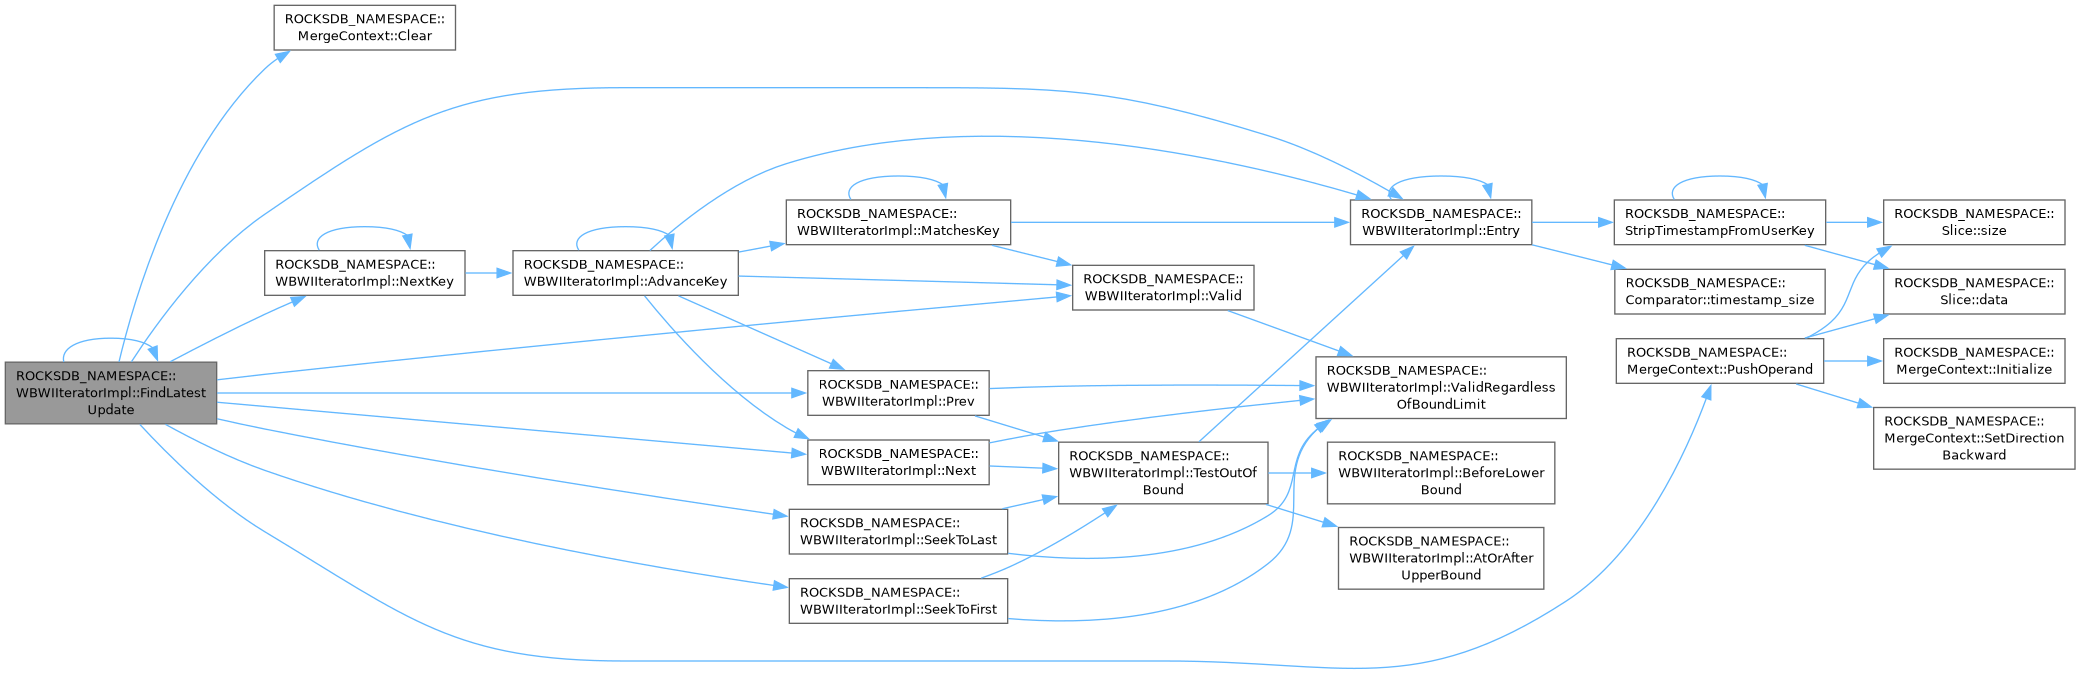 ROCKSDB_NAMESPACE::
MergeContext::Clear
ROCKSDB_NAMESPACE::
WBWIIteratorImpl::FindLatest
Update
ROCKSDB_NAMESPACE::
WBWIIteratorImpl::NextKey
ROCKSDB_NAMESPACE::
WBWIIteratorImpl::AdvanceKey
ROCKSDB_NAMESPACE::
WBWIIteratorImpl::MatchesKey
ROCKSDB_NAMESPACE::
WBWIIteratorImpl::Prev
ROCKSDB_NAMESPACE::
WBWIIteratorImpl::Next
ROCKSDB_NAMESPACE::
WBWIIteratorImpl::SeekToLast
ROCKSDB_NAMESPACE::
WBWIIteratorImpl::SeekToFirst
ROCKSDB_NAMESPACE::
WBWIIteratorImpl::Valid
ROCKSDB_NAMESPACE::
WBWIIteratorImpl::TestOutOf
Bound
ROCKSDB_NAMESPACE::
WBWIIteratorImpl::Entry
ROCKSDB_NAMESPACE::
WBWIIteratorImpl::ValidRegardless
OfBoundLimit
ROCKSDB_NAMESPACE::
WBWIIteratorImpl::BeforeLower
Bound
ROCKSDB_NAMESPACE::
WBWIIteratorImpl::AtOrAfter
UpperBound
ROCKSDB_NAMESPACE::
StripTimestampFromUserKey
ROCKSDB_NAMESPACE::
Comparator::timestamp_size
ROCKSDB_NAMESPACE::
MergeContext::PushOperand
ROCKSDB_NAMESPACE::
Slice::size
ROCKSDB_NAMESPACE::
Slice::data
ROCKSDB_NAMESPACE::
MergeContext::Initialize
ROCKSDB_NAMESPACE::
MergeContext::SetDirection
Backward